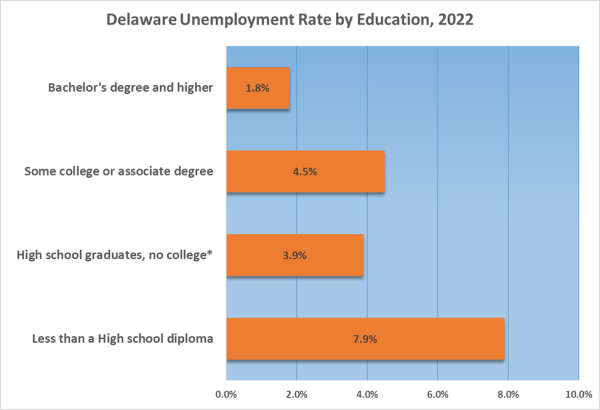 Delaware Unemployment Rate by Education, 2022
Bachelor's degree and higher
1.8%
Some college or associate degree
4.5%
High school graduates, no college*
3.9%
Less than a High school diploma
7.9%
0.0% 2.0% 4.0% 6.0% 8.0% 10.0%